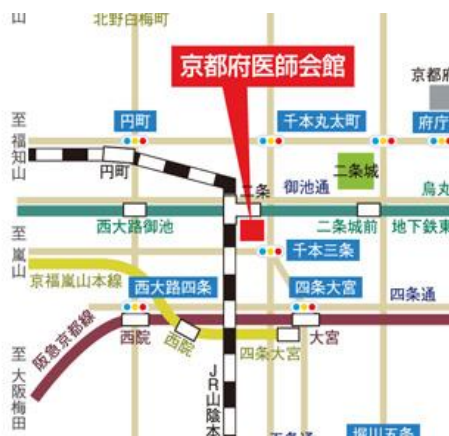 山
北野白梅町
京都府医師会館
京都府
至福知山
円町
千本丸太町
府庁
円町
二条城
二条
御池通
烏丸
西大路御池
二条城前
地下鉄東
至嵐山
千本三条
京福嵐山本線
西大路四条
四条大宮
四条通
阪急京都線
西院
西院
四条大宮
大宮
至大阪梅田
JR山陰本
堀川五条